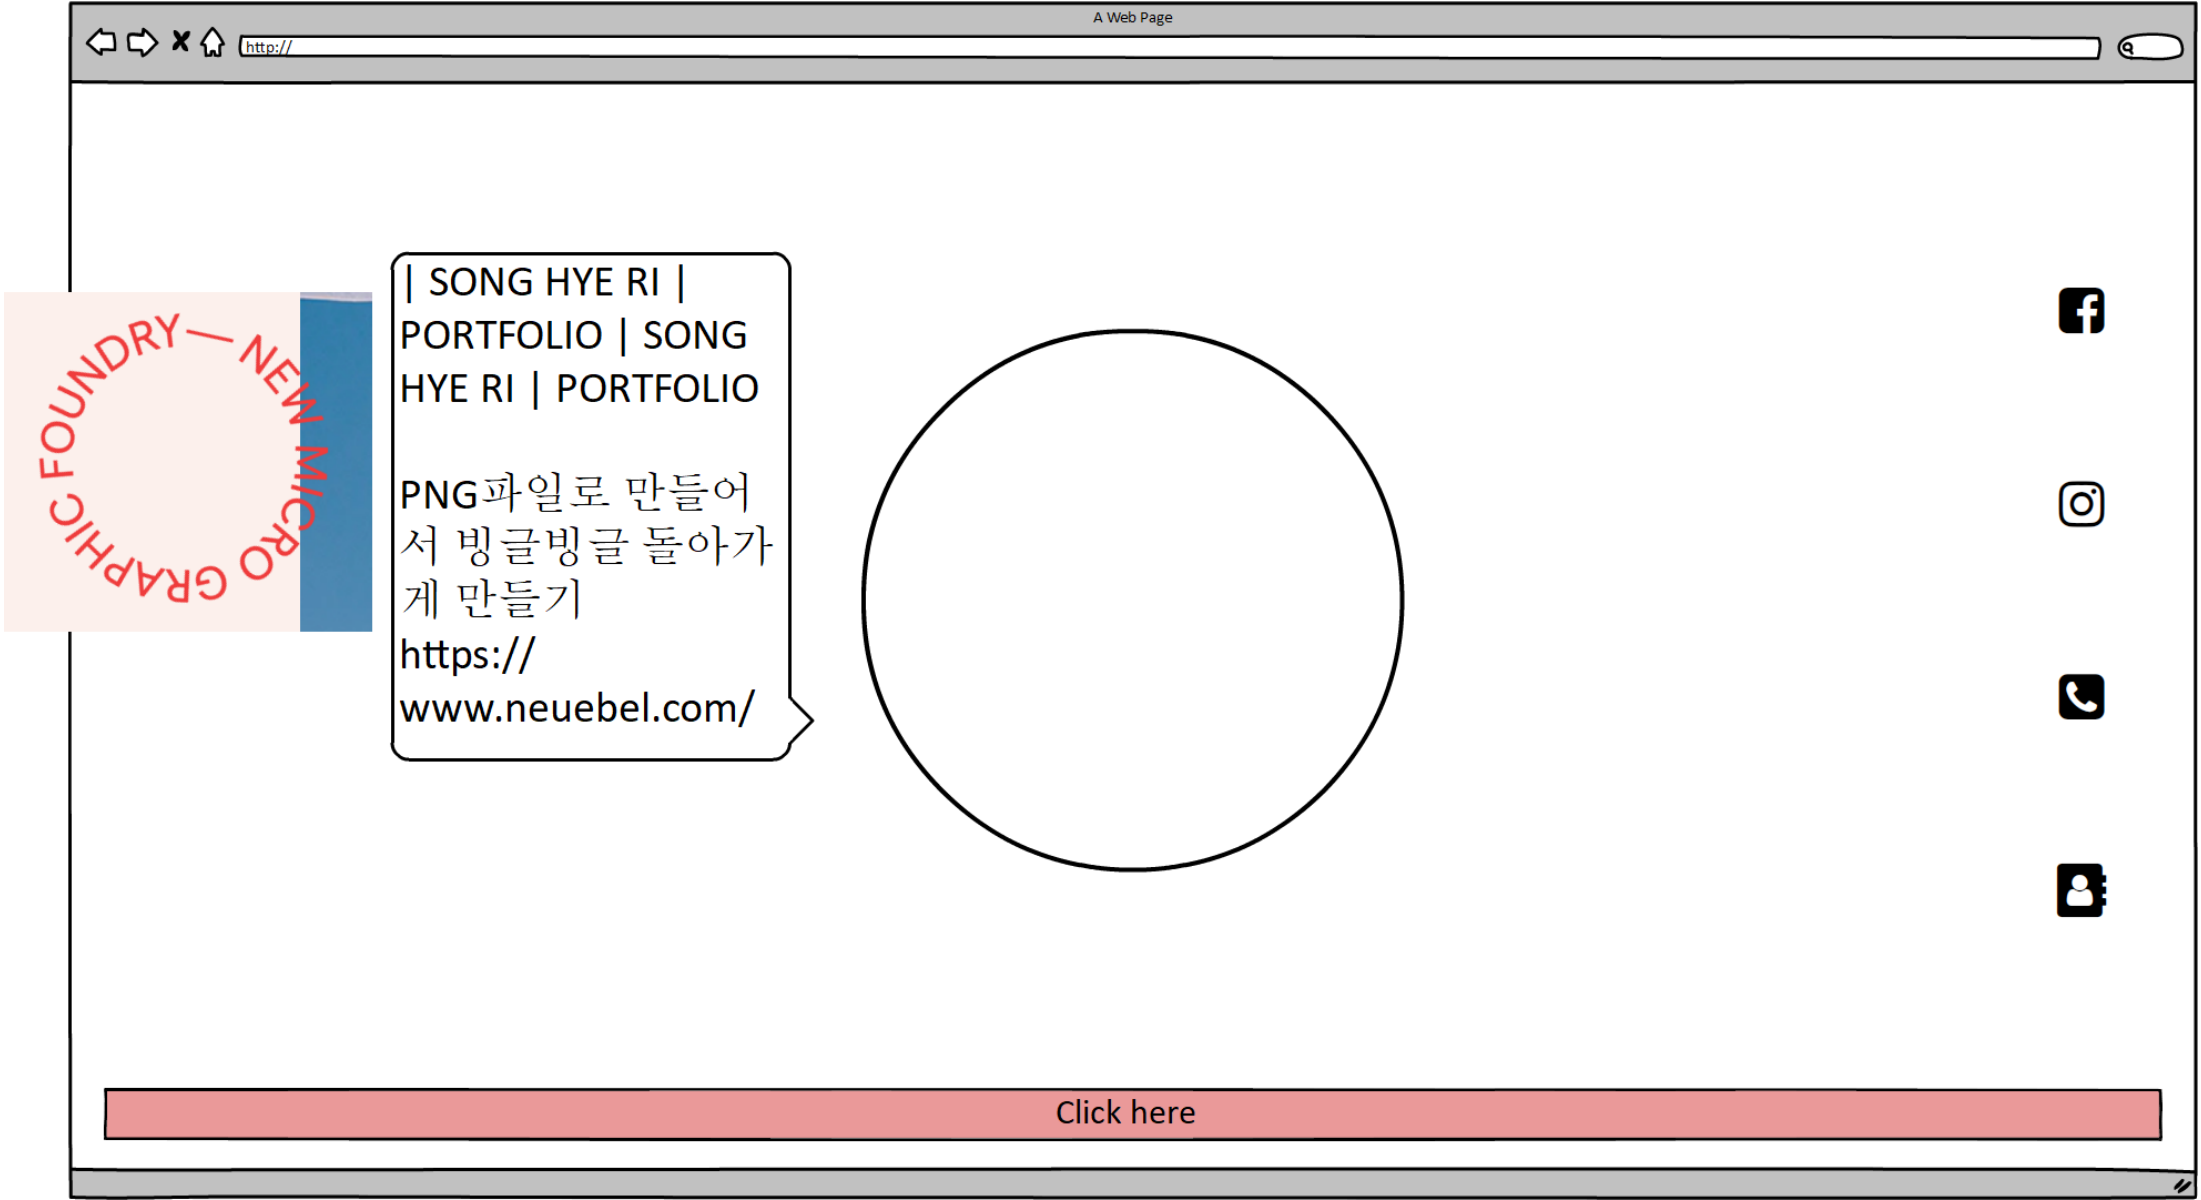 A Web Page
http://
FOUNDRY— NEW MICRO GRAPHIC
| SONG HYE RI |
PORTFOLIO | SONG
HYE RI | PORTFOLIO
PNG파일로 만들어
서 빙글빙글 돌아가
게 만들기
https://
www.neuebel.com/
Click here